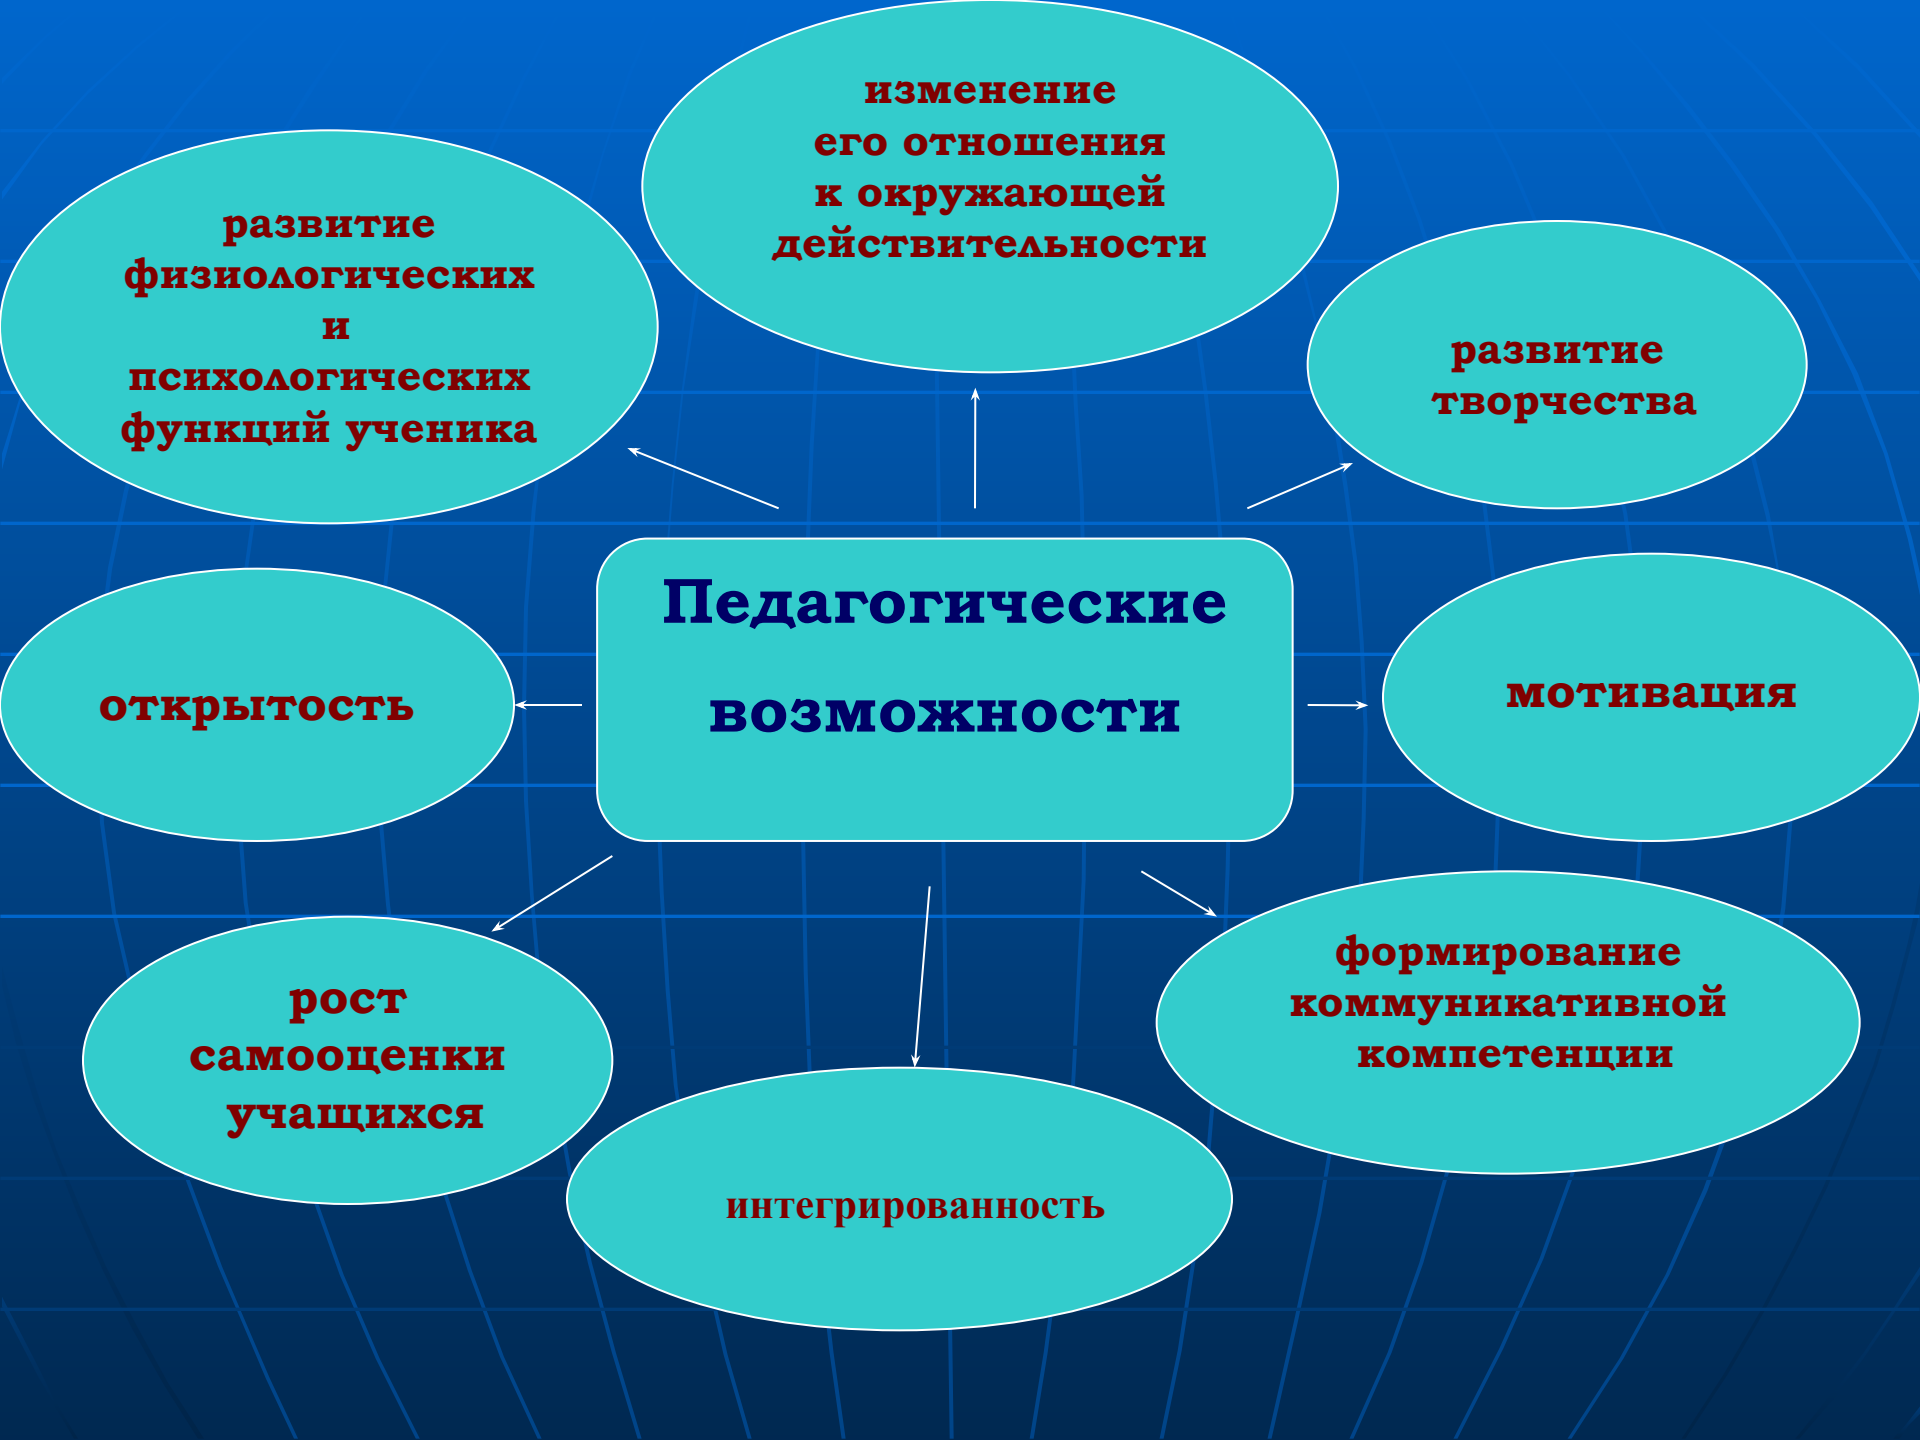 изменение
его отношения
к окружающей
действительности
развитие
физиологических
и
психологических
функций ученика
развитие
творчества
Педагогические
возможности
открытость
мотивация
рост
самооценки
учащихся
формирование
коммуникативной
компетенции
интегрированность